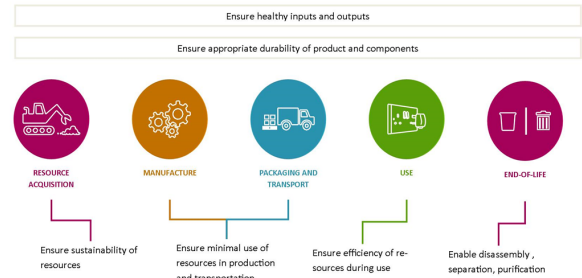 Ensure healthy inputs and outputs
Ensure appropriate durability of product and components
RESOURCE
ACQUISITION
MANUFACTURE
PACKAGING AND
TRANSPORT
USE
END-OF-LIFE
Ensure sustainability of
resources
Ensure minimal use of
resources in production
and transportation
Ensure efficiency of re-
sources during use
Enable disassembly ,
separation, purification